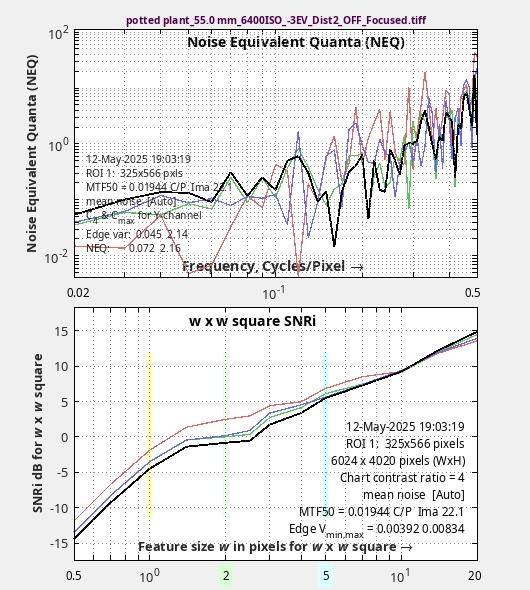 potted plant_55.0 mm_6400ISO_-3EV_Dist2_OFF_Focused.tiff
Noise Equivalent Quanta (NEQ)
Noise Equivalent Quanta (NEQ)
10²
10⁰
10⁻²
12-May-2025 19:03:19
ROI 1: 325x566 pxls
MTF50 = 0.01944 C/P Ima 22
mean noise [Auto]
& Cmax for Y-channel
Edge var: 0.045 2.14
NEQ: 0.072 2.16
Frequency, Cycles/Pixel →
0.02 10⁻¹ 0.5
w x w square SNRi
SNRi dB for w x w square
15
10
5
0
-5
-10
-15
12-May-2025 19:03:19
ROI 1: 325x566 pixels
6024 x 4020 pixels (WxH)
Chart contrast ratio = 4
mean noise [Auto]
MTF50 = 0.01944 C/P Ima 22.1
Edge Vmin,max = 0.00392 0.00834
Feature size w in pixels for w x w square →
0.5 10⁰ 2 5 10¹ 20